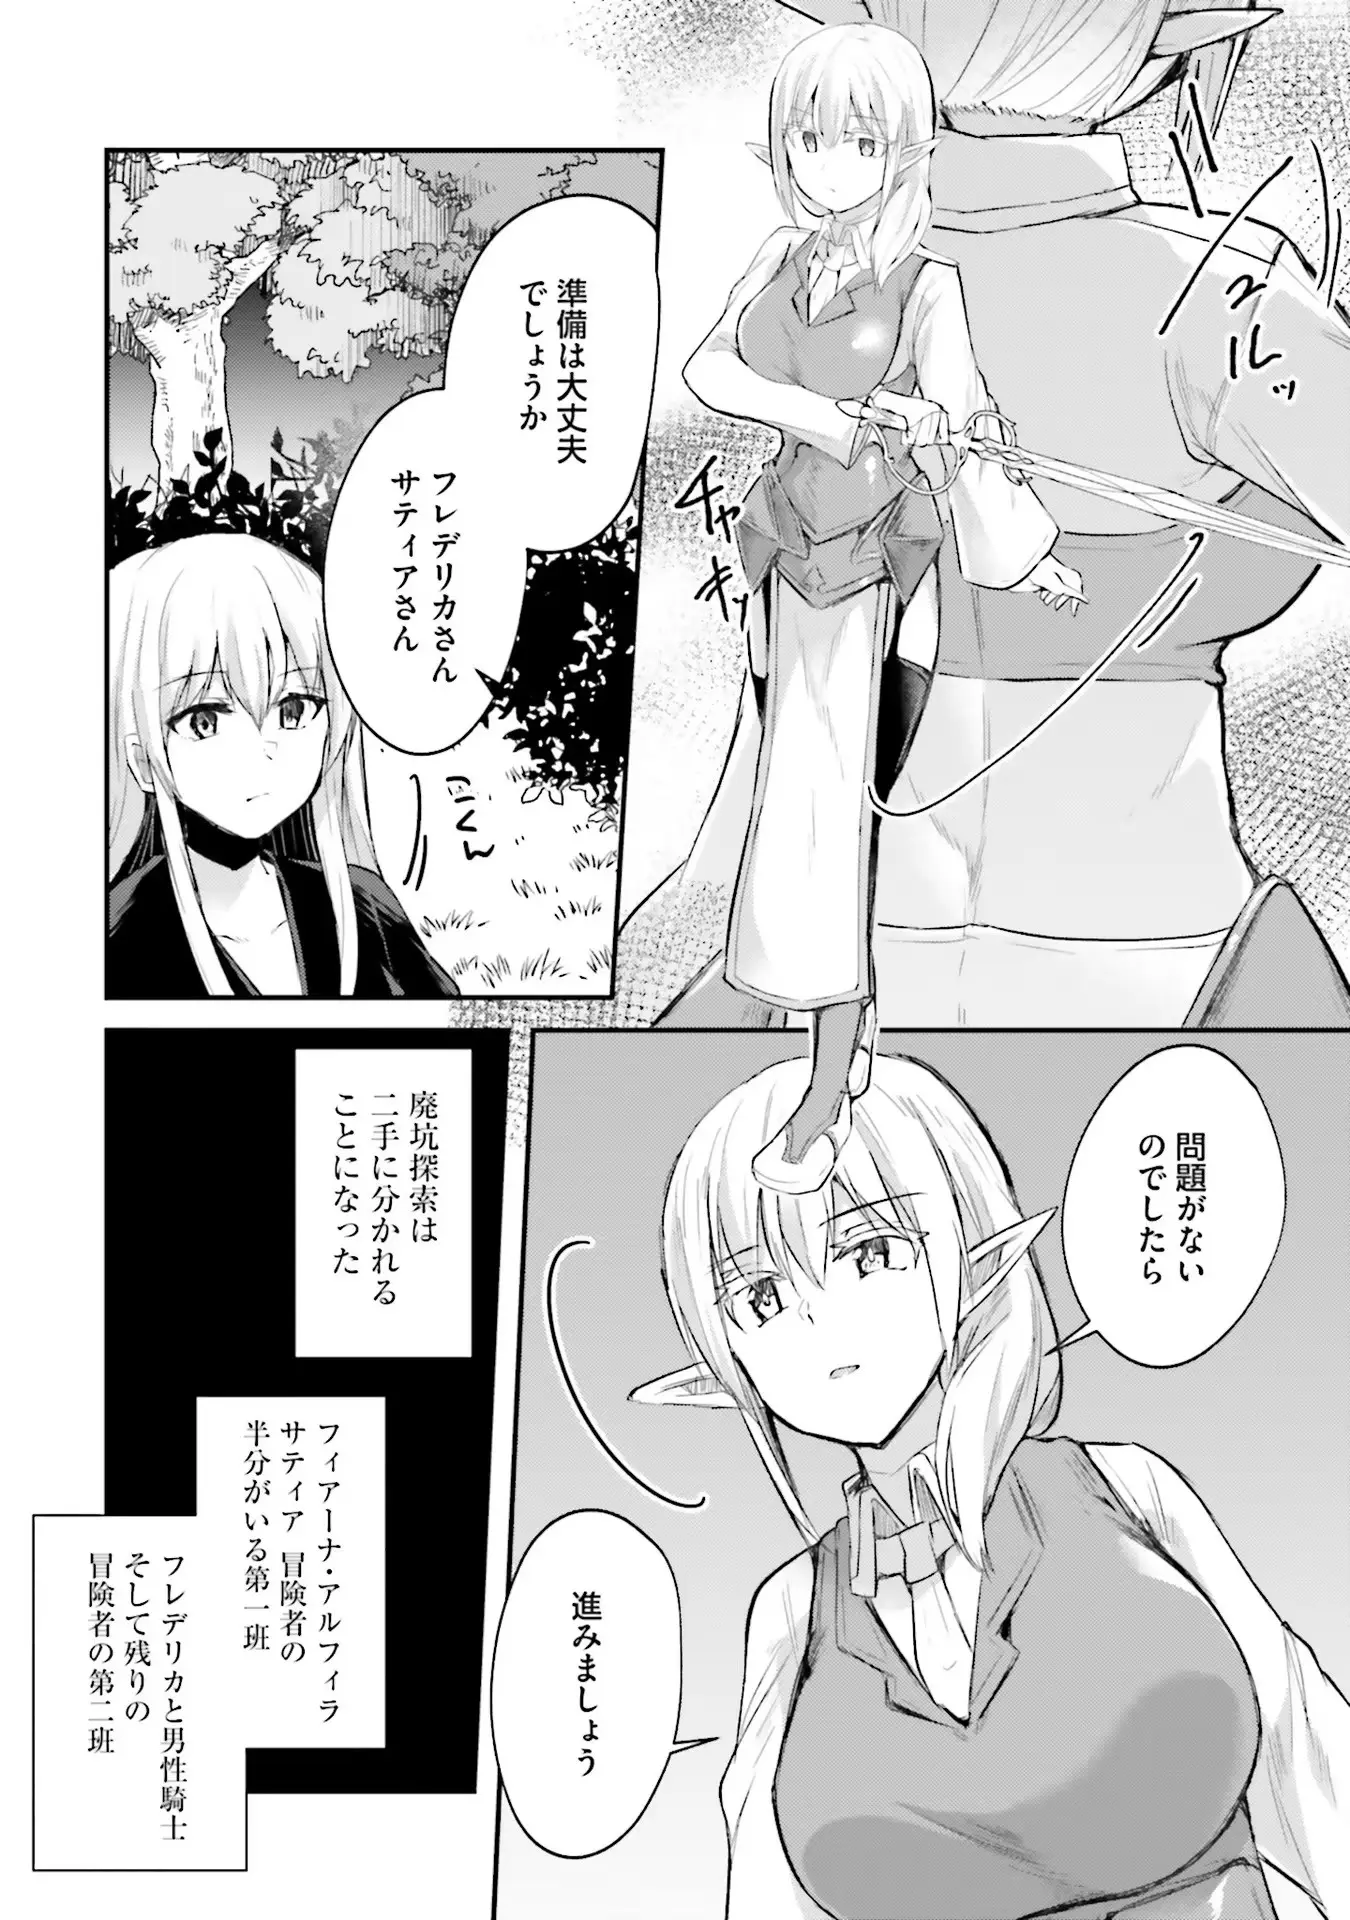 ズルッ
チャキッ
準備は大丈夫
でしょうか
フレデリカさん
サティアさん
こくん
問題がない
のでしたら
進みましょう
廃坑探索は
二手に分かれる
ことになった
フィアーナ・アルフィラ
サティア 冒険者の
半分がいる第一班
フレデリカと男性騎士
そして残りの
冒険者の第二班